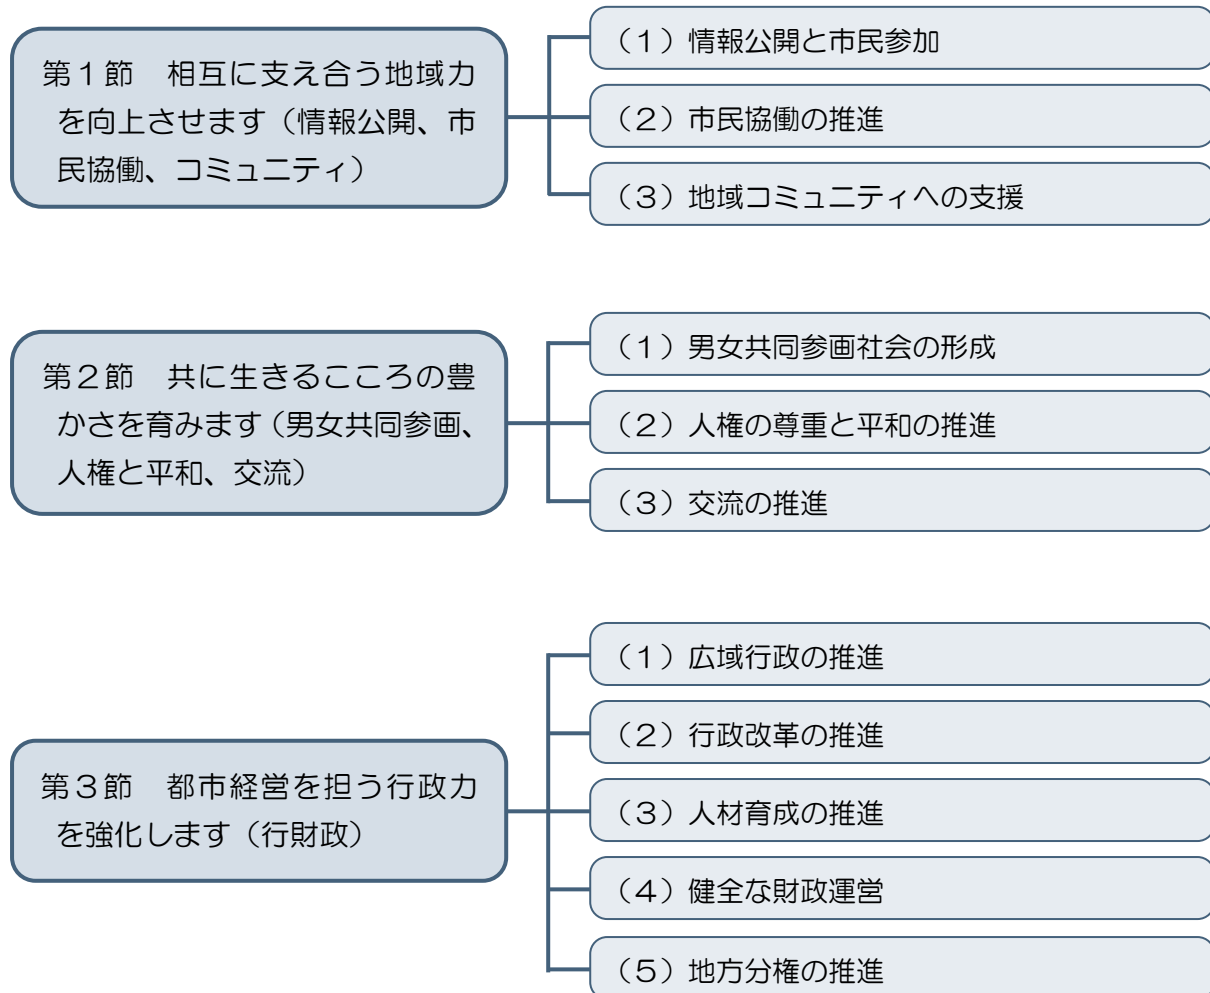 第１節　相互に支え合う地域力
を向上させます（情報公開、市
民協働、コミュニティ）
（１）情報公開と市民参加
（２）市民協働の推進
（３）地域コミュニティへの支援
第２節　共に生きるこころの豊
かさを育みます（男女共同参画、
人権と平和、交流）
（１）男女共同参画社会の形成
（２）人権の尊重と平和の推進
（３）交流の推進
第３節　都市経営を担う行政力
を強化します（行財政）
（１）広域行政の推進
（２）行政改革の推進
（３）人材育成の推進
（４）健全な財政運営
（５）地方分権の推進